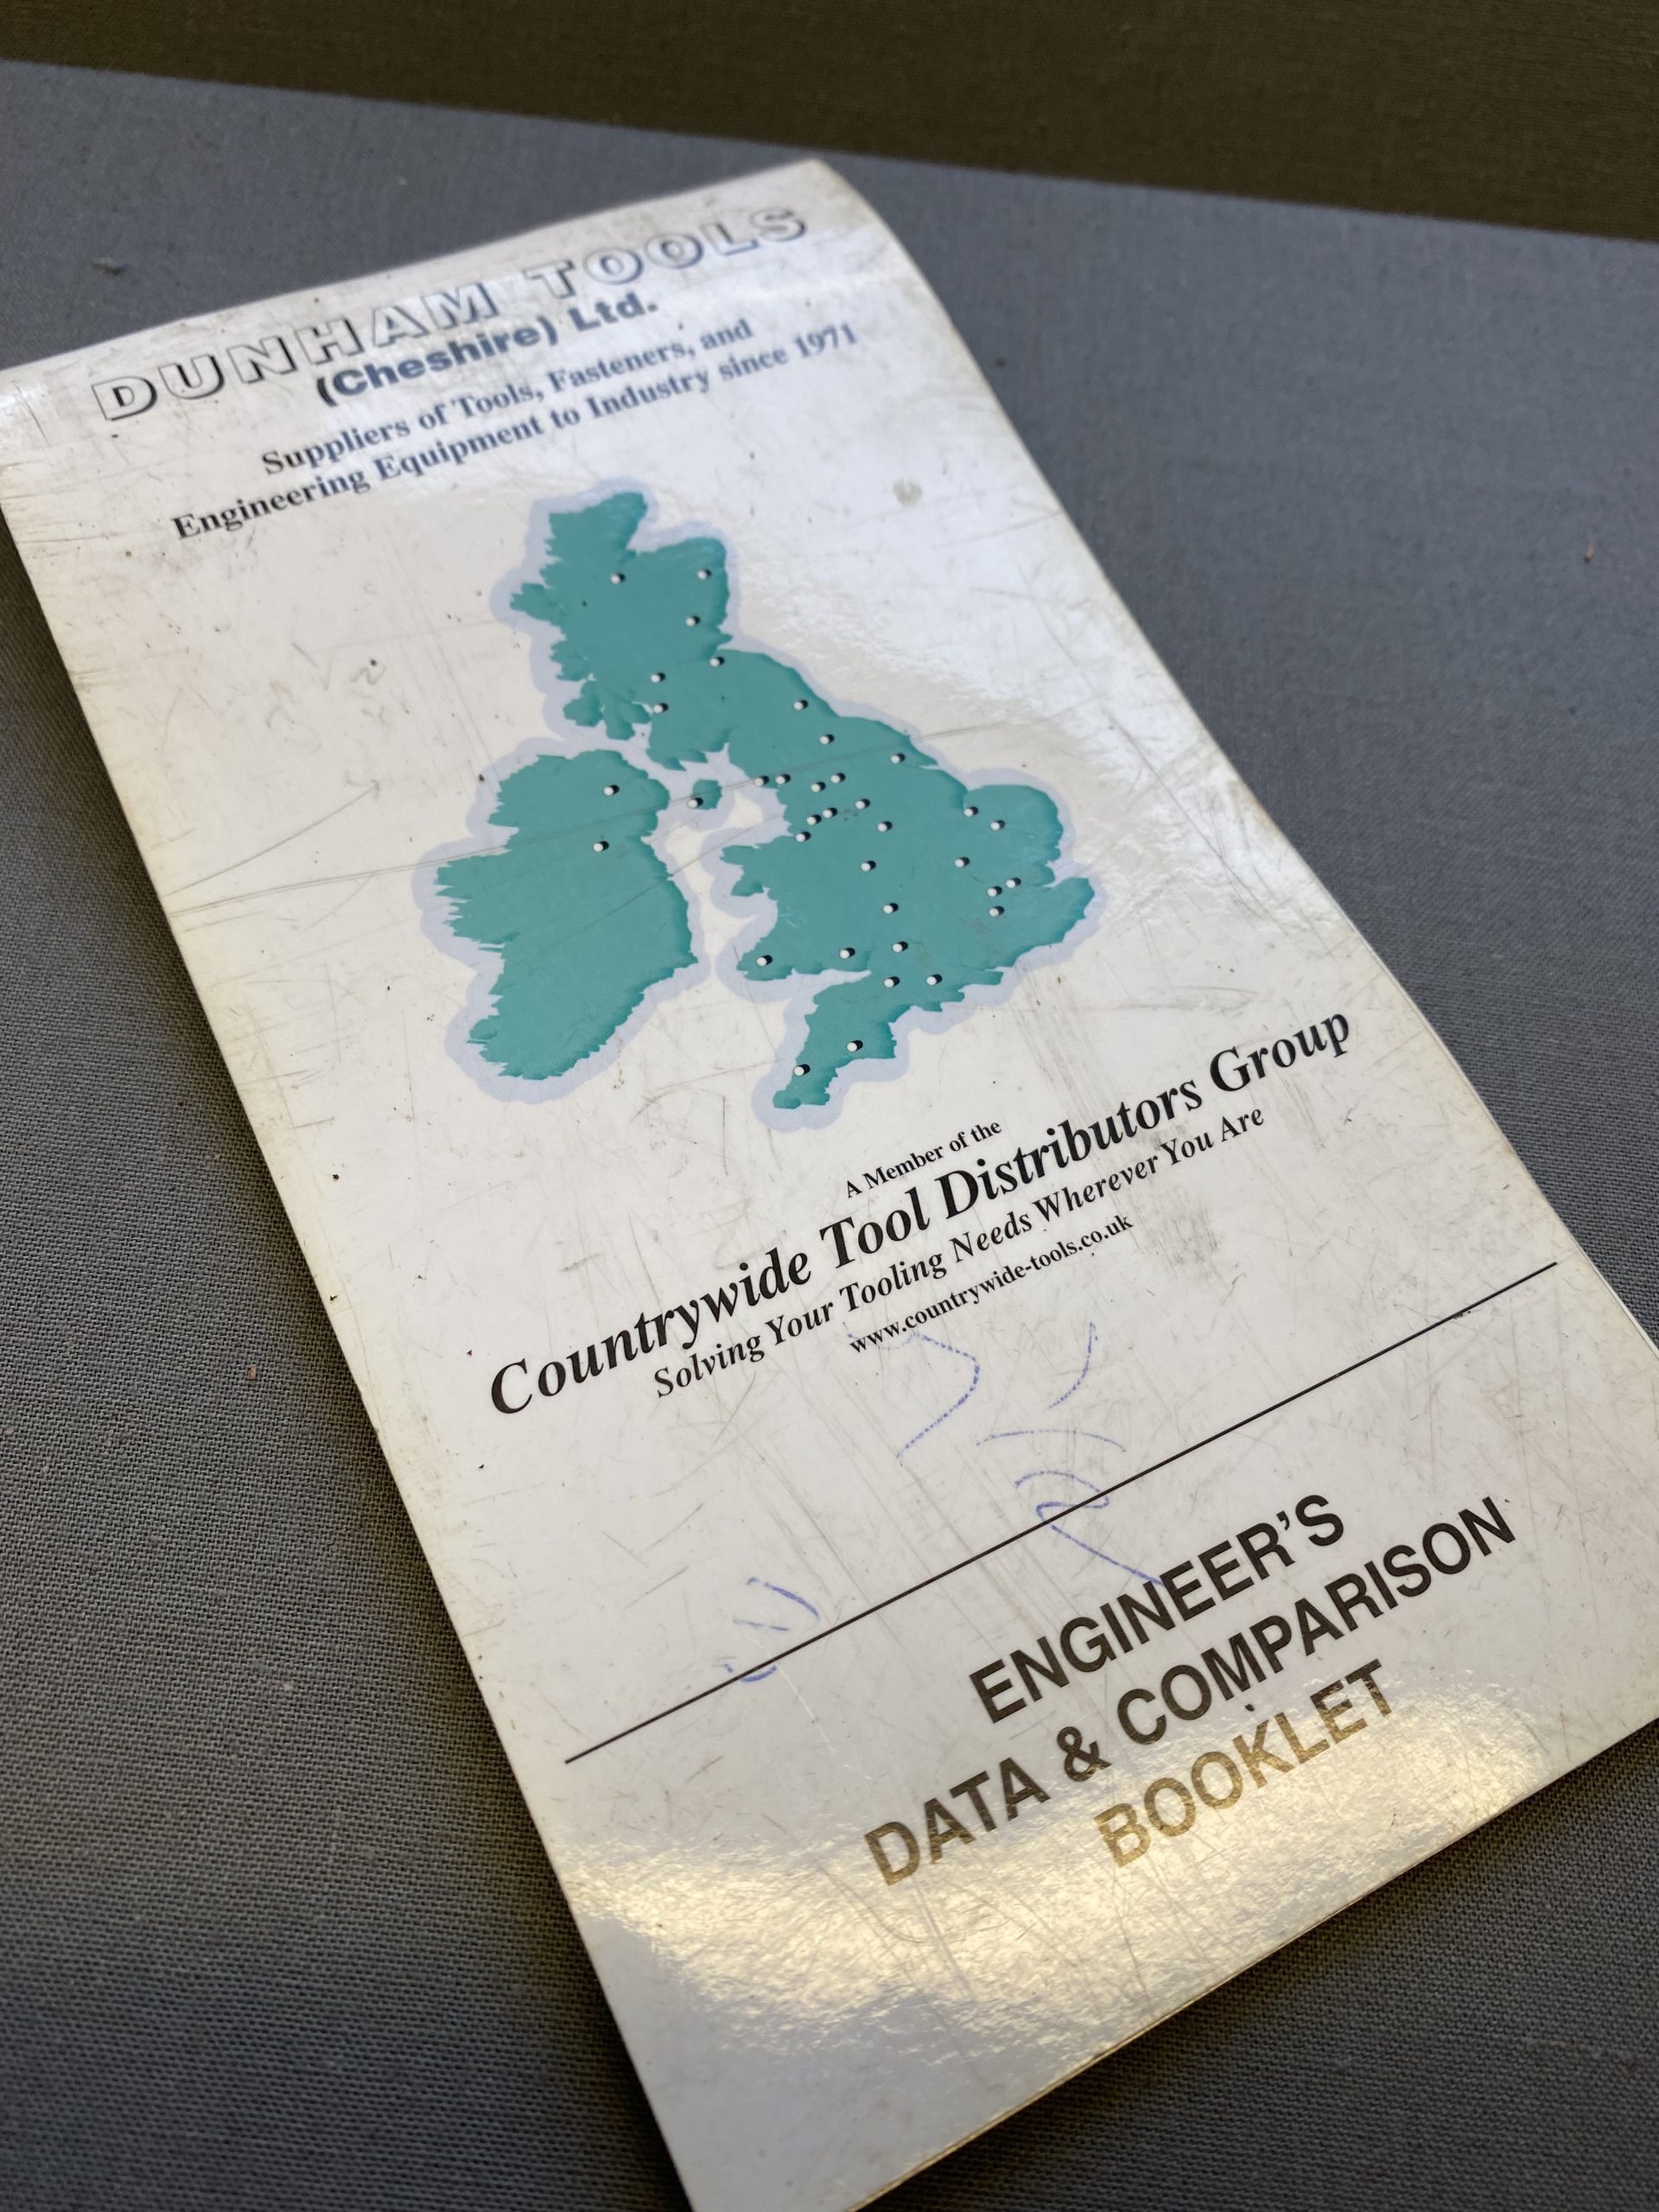 DUNHAM TOOLS
(Cheshire) Ltd.
Suppliers of Tools, Fasteners, and
Engineering Equipment to Industry since 1971
A Member of the
Countrywide Tool Distributors Group
Solving Your Tooling Needs Wherever You Are
www.countrywide-tools.co.uk
ENGINEER'S
DATA & COMPARISON
BOOKLET